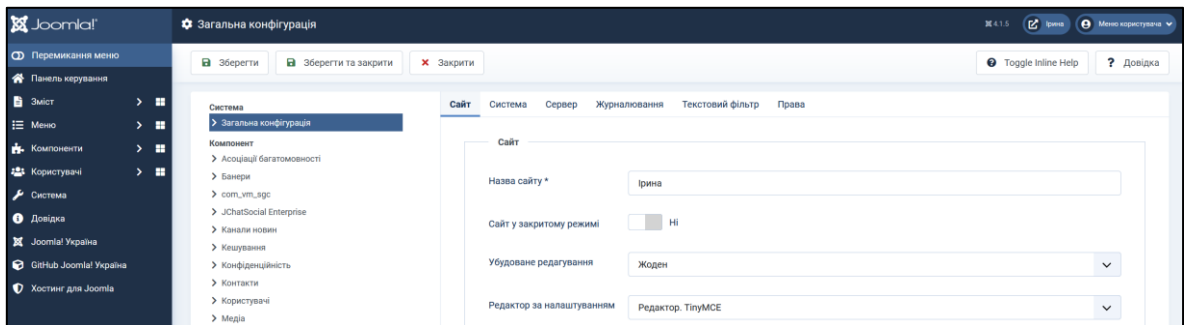 Joomla!
Загальна конфігурація
4.1.5
Ірина
Меню користувача
Перемикання меню
Панель керування
Зміст
Меню
Компоненти
Користувачі
Система
Довідка
Joomla! Україна
GitHub Joomla! Україна
Хостинг для Joomla
Зберегти
Зберегти та закрити
Закрити
Toggle Inline Help
Довідка
Система
Загальна конфігурація
Компонент
Асоціації багатомовності
Банери
com_vm_sgc
JChatSocial Enterprise
Канали новин
Кешування
Конфіденційність
Контакти
Користувачі
Медіа
Сайт Система Сервер Журналювання Текстовий фільтр Права
Сайт
Назва сайту * Ірина
Сайт у закритому режимі Ні
Убудоване редагування Жоден
Редактор за налаштуванням Редактор. TinyMCE